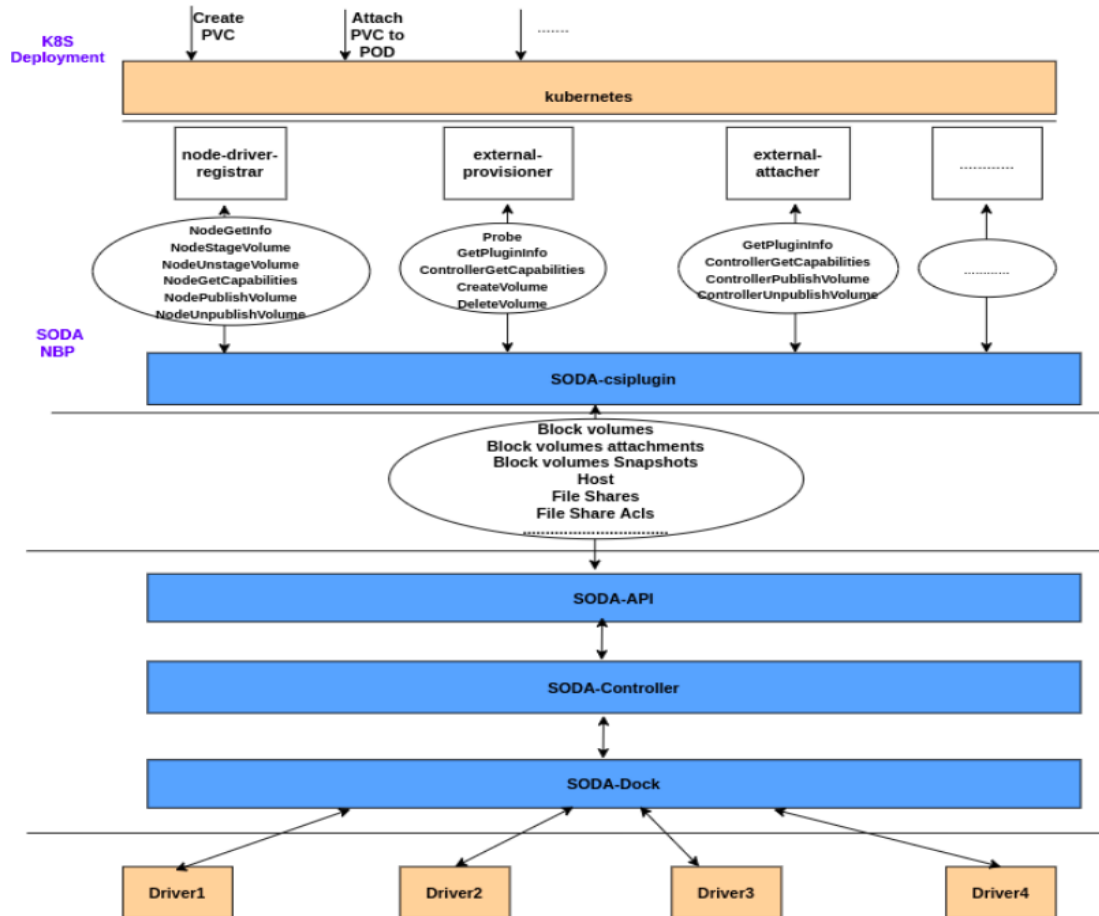 Create
PVC
Attach
PVC to
POD
.......
K8S
Deployment
kubernetes
node-driver-
registrar
external-
provisioner
external-
attacher
............
NodeGetInfo
NodeStageVolume
NodeUnstageVolume
NodeGetCapabilities
NodePublishVolume
NodeUnpublishVolume
Probe
GetPluginInfo
ControllerGetCapabilities
CreateVolume
DeleteVolume
GetPluginInfo
ControllerGetCapabilities
ControllerPublishVolume
ControllerUnpublishVolume
............
SODA
NBP
SODA-csiplugin
Block volumes
Block volumes attachments
Block volumes Snapshots
Host
File Shares
File Share Acls
................................
SODA-API
SODA-Controller
SODA-Dock
Driver1
Driver2
Driver3
Driver4